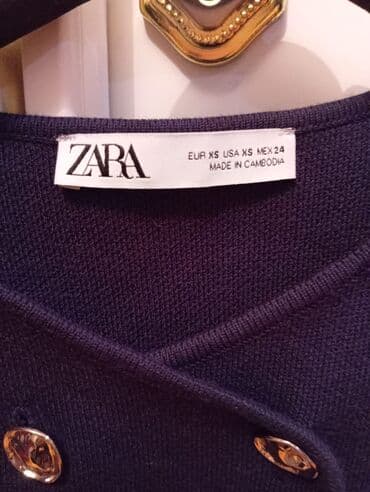 ZARA
EUR XS USA XS MEX 24
MADE IN CAMBODIA